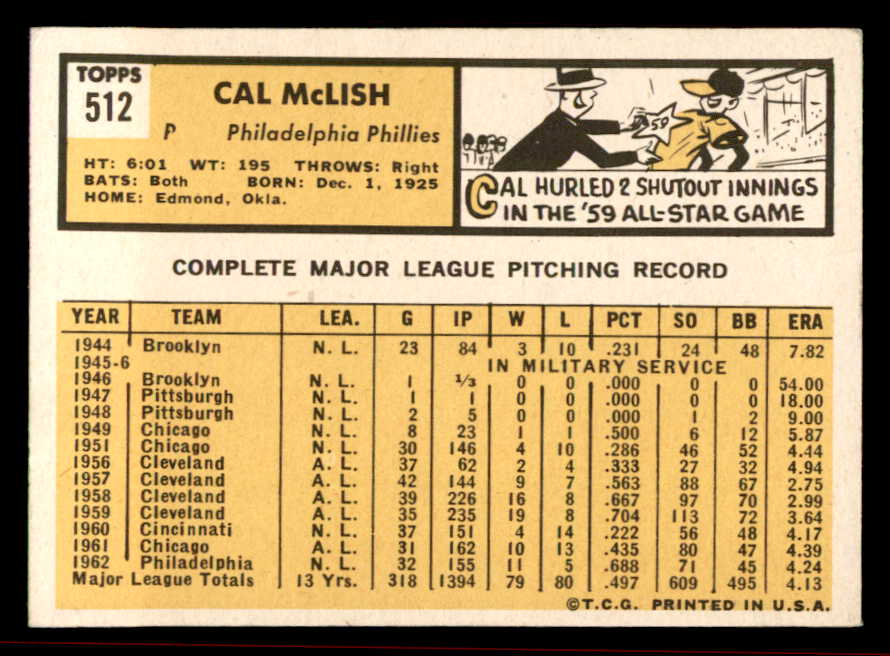 TOPPS
512
CAL McLISH
P Philadelphia Phillies
HT: 6:01 WT: 195 THROWS: Right
BATS: Both BORN: Dec. 1, 1925
HOME: Edmond, Okla.
59
CAL HURLED 2 SHUTOUT INNINGS
IN THE '59 ALL-STAR GAME
COMPLETE MAJOR LEAGUE PITCHING RECORD
YEAR TEAM LEA. G IP W L PCT SO BB ERA
1944 Brooklyn N. L. 23 84 3 10 .231 24 48 7.82
1945-6 IN MILITARY SERVICE
1946 Brooklyn N. L. 1 1/3 0 0 .000 0 0 54.00
1947 Pittsburgh N. L. 1 1 0 0 .000 0 0 18.00
1948 Pittsburgh N. L. 2 5 0 0 .000 1 2 9.00
1949 Chicago N. L. 8 23 1 1 .500 6 12 5.87
1951 Chicago N. L. 30 146 4 10 .286 46 52 4.44
1956 Cleveland A. L. 37 62 2 4 .333 27 32 4.94
1957 Cleveland A. L. 42 144 9 7 .563 88 67 2.75
1958 Cleveland A. L. 39 226 16 8 .667 97 70 2.99
1959 Cleveland A. L. 35 235 19 8 .704 113 72 3.64
1960 Cincinnati N. L. 37 151 4 14 .222 56 48 4.17
1961 Chicago A. L. 31 162 10 13 .435 80 47 4.39
1962 Philadelphia N. L. 32 155 11 5 .688 71 45 4.24
Major League Totals 13 Yrs. 318 1394 79 80 .497 609 495 4.13
©T.C.G. PRINTED IN U.S.A.